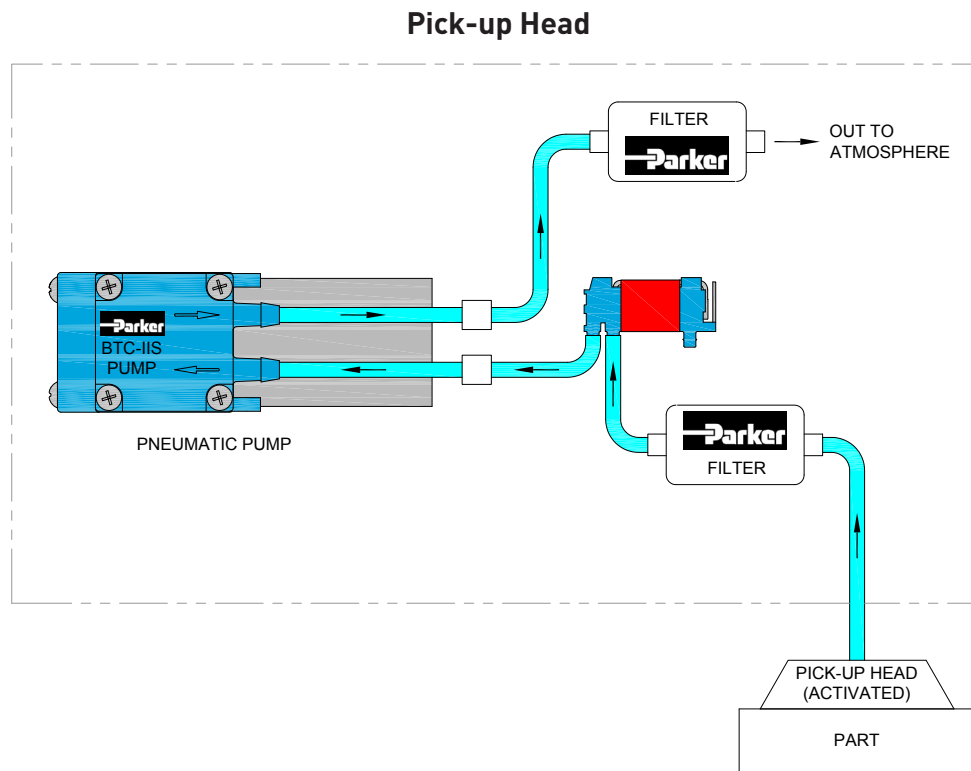 Pick-up Head
FILTER
Parker
OUT TO
ATMOSPHERE
Parker
BTC-IIS
PUMP
PNEUMATIC PUMP
Parker
FILTER
PICK-UP HEAD
(ACTIVATED)
PART